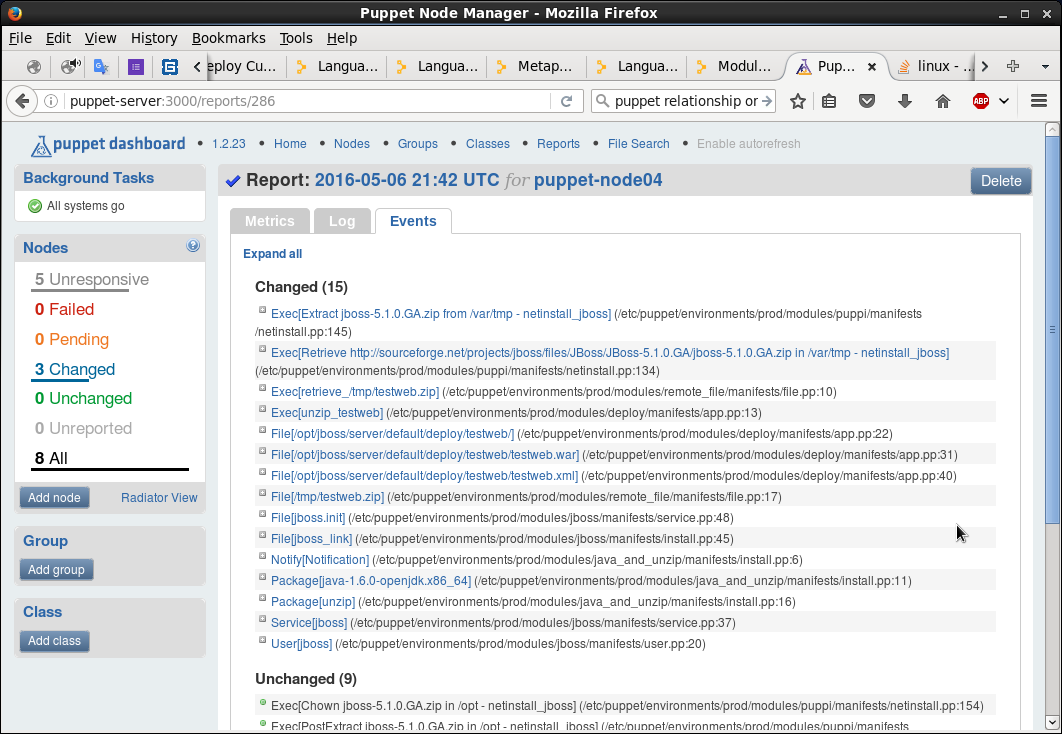 Puppet Node Manager - Mozilla Firefox
File Edit View History Bookmarks Tools Help
eploy Cu... Langua... Langua... Metap... Langua... Modul... Pup... linux - ...
puppet-server:3000/reports/286
puppet relationship or
ABP
puppet dashboard • 1.2.23 • Home • Nodes • Groups • Classes • Reports • File Search • Enable autorefresh
Background Tasks
All systems go
Nodes
5 Unresponsive
0 Failed
0 Pending
3 Changed
0 Unchanged
0 Unreported
8 All
Add node Radiator View
Group
Add group
Class
Add class
Report: 2016-05-06 21:42 UTC for puppet-node04
Delete
Metrics Log Events
Expand all
Changed (15)
Exec[Extract jboss-5.1.0.GA.zip from /var/tmp - netinstall_jboss] (/etc/puppet/environments/prod/modules/puppi/manifests
/netinstall.pp:145)
Exec[Retrieve http://sourceforge.net/projects/jboss/files/JBoss/JBoss-5.1.0.GA/jboss-5.1.0.GA.zip in /var/tmp - netinstall_jboss]
(/etc/puppet/environments/prod/modules/puppi/manifests/netinstall.pp:134)
Exec[retrieve_/tmp/testweb.zip] (/etc/puppet/environments/prod/modules/remote_file/manifests/file.pp:10)
Exec[unzip_testweb] (/etc/puppet/environments/prod/modules/deploy/manifests/app.pp:13)
File[/opt/jboss/server/default/deploy/testweb/] (/etc/puppet/environments/prod/modules/deploy/manifests/app.pp:22)
File[/opt/jboss/server/default/deploy/testweb/testweb.war] (/etc/puppet/environments/prod/modules/deploy/manifests/app.pp:31)
File[/opt/jboss/server/default/deploy/testweb/testweb.xml] (/etc/puppet/environments/prod/modules/deploy/manifests/app.pp:40)
File[/tmp/testweb.zip] (/etc/puppet/environments/prod/modules/remote_file/manifests/file.pp:17)
File[jboss.init] (/etc/puppet/environments/prod/modules/jboss/manifests/service.pp:48)
File[jboss_link] (/etc/puppet/environments/prod/modules/jboss/manifests/install.pp:45)
Notify[Notification] (/etc/puppet/environments/prod/modules/java_and_unzip/manifests/install.pp:6)
Package[java-1.6.0-openjdk.x86_64] (/etc/puppet/environments/prod/modules/java_and_unzip/manifests/install.pp:11)
Package[unzip] (/etc/puppet/environments/prod/modules/java_and_unzip/manifests/install.pp:16)
Service[jboss] (/etc/puppet/environments/prod/modules/jboss/manifests/service.pp:37)
User[jboss] (/etc/puppet/environments/prod/modules/jboss/manifests/user.pp:20)
Unchanged (9)
Exec[Chown jboss-5.1.0.GA.zip in /opt - netinstall_jboss] (/etc/puppet/environments/prod/modules/puppi/manifests/netinstall.pp:154)
Exec[PostExtract jboss-5.1.0.GA.zip in /opt - netinstall_jboss] (/etc/puppet/environments/prod/modules/puppi/manifests